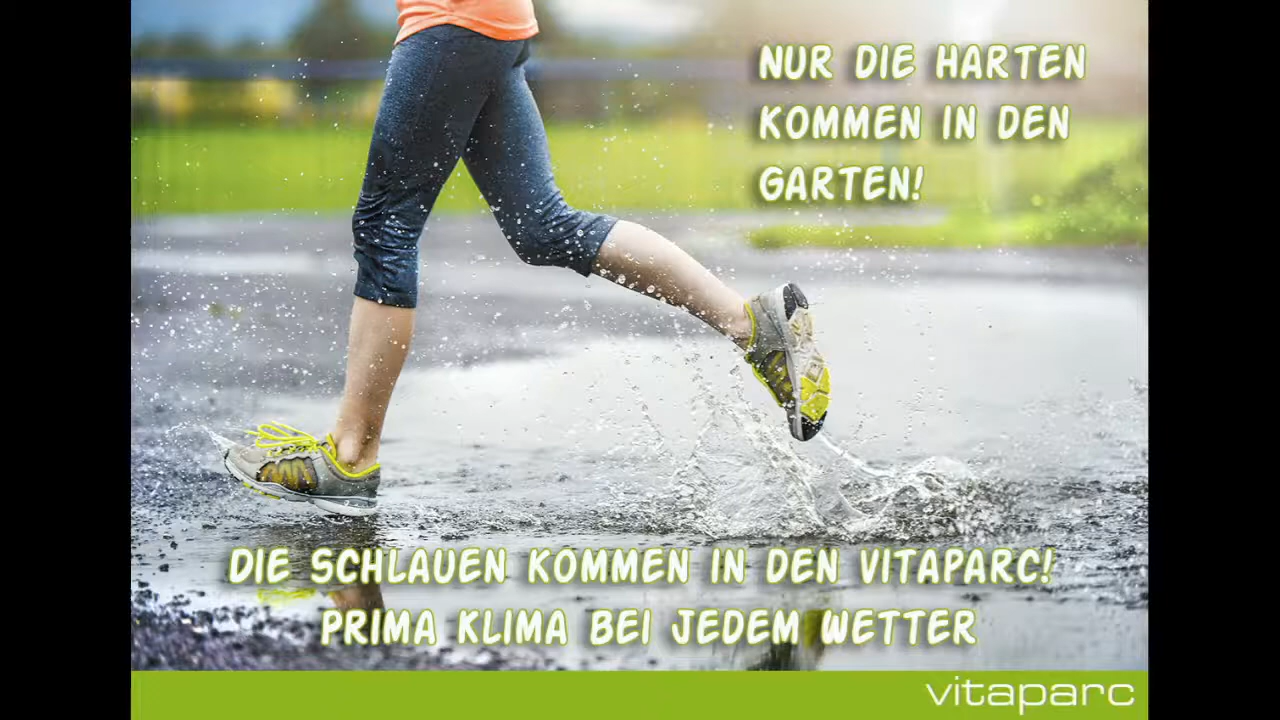 NUR DIE HARTEN
KOMMEN IN DEN
GARTEN!
DIE SCHLAUEN KOMMEN IN DEN VITAPARC!
PRIMA KLIMA BEI JEDEM WETTER
vitaparc